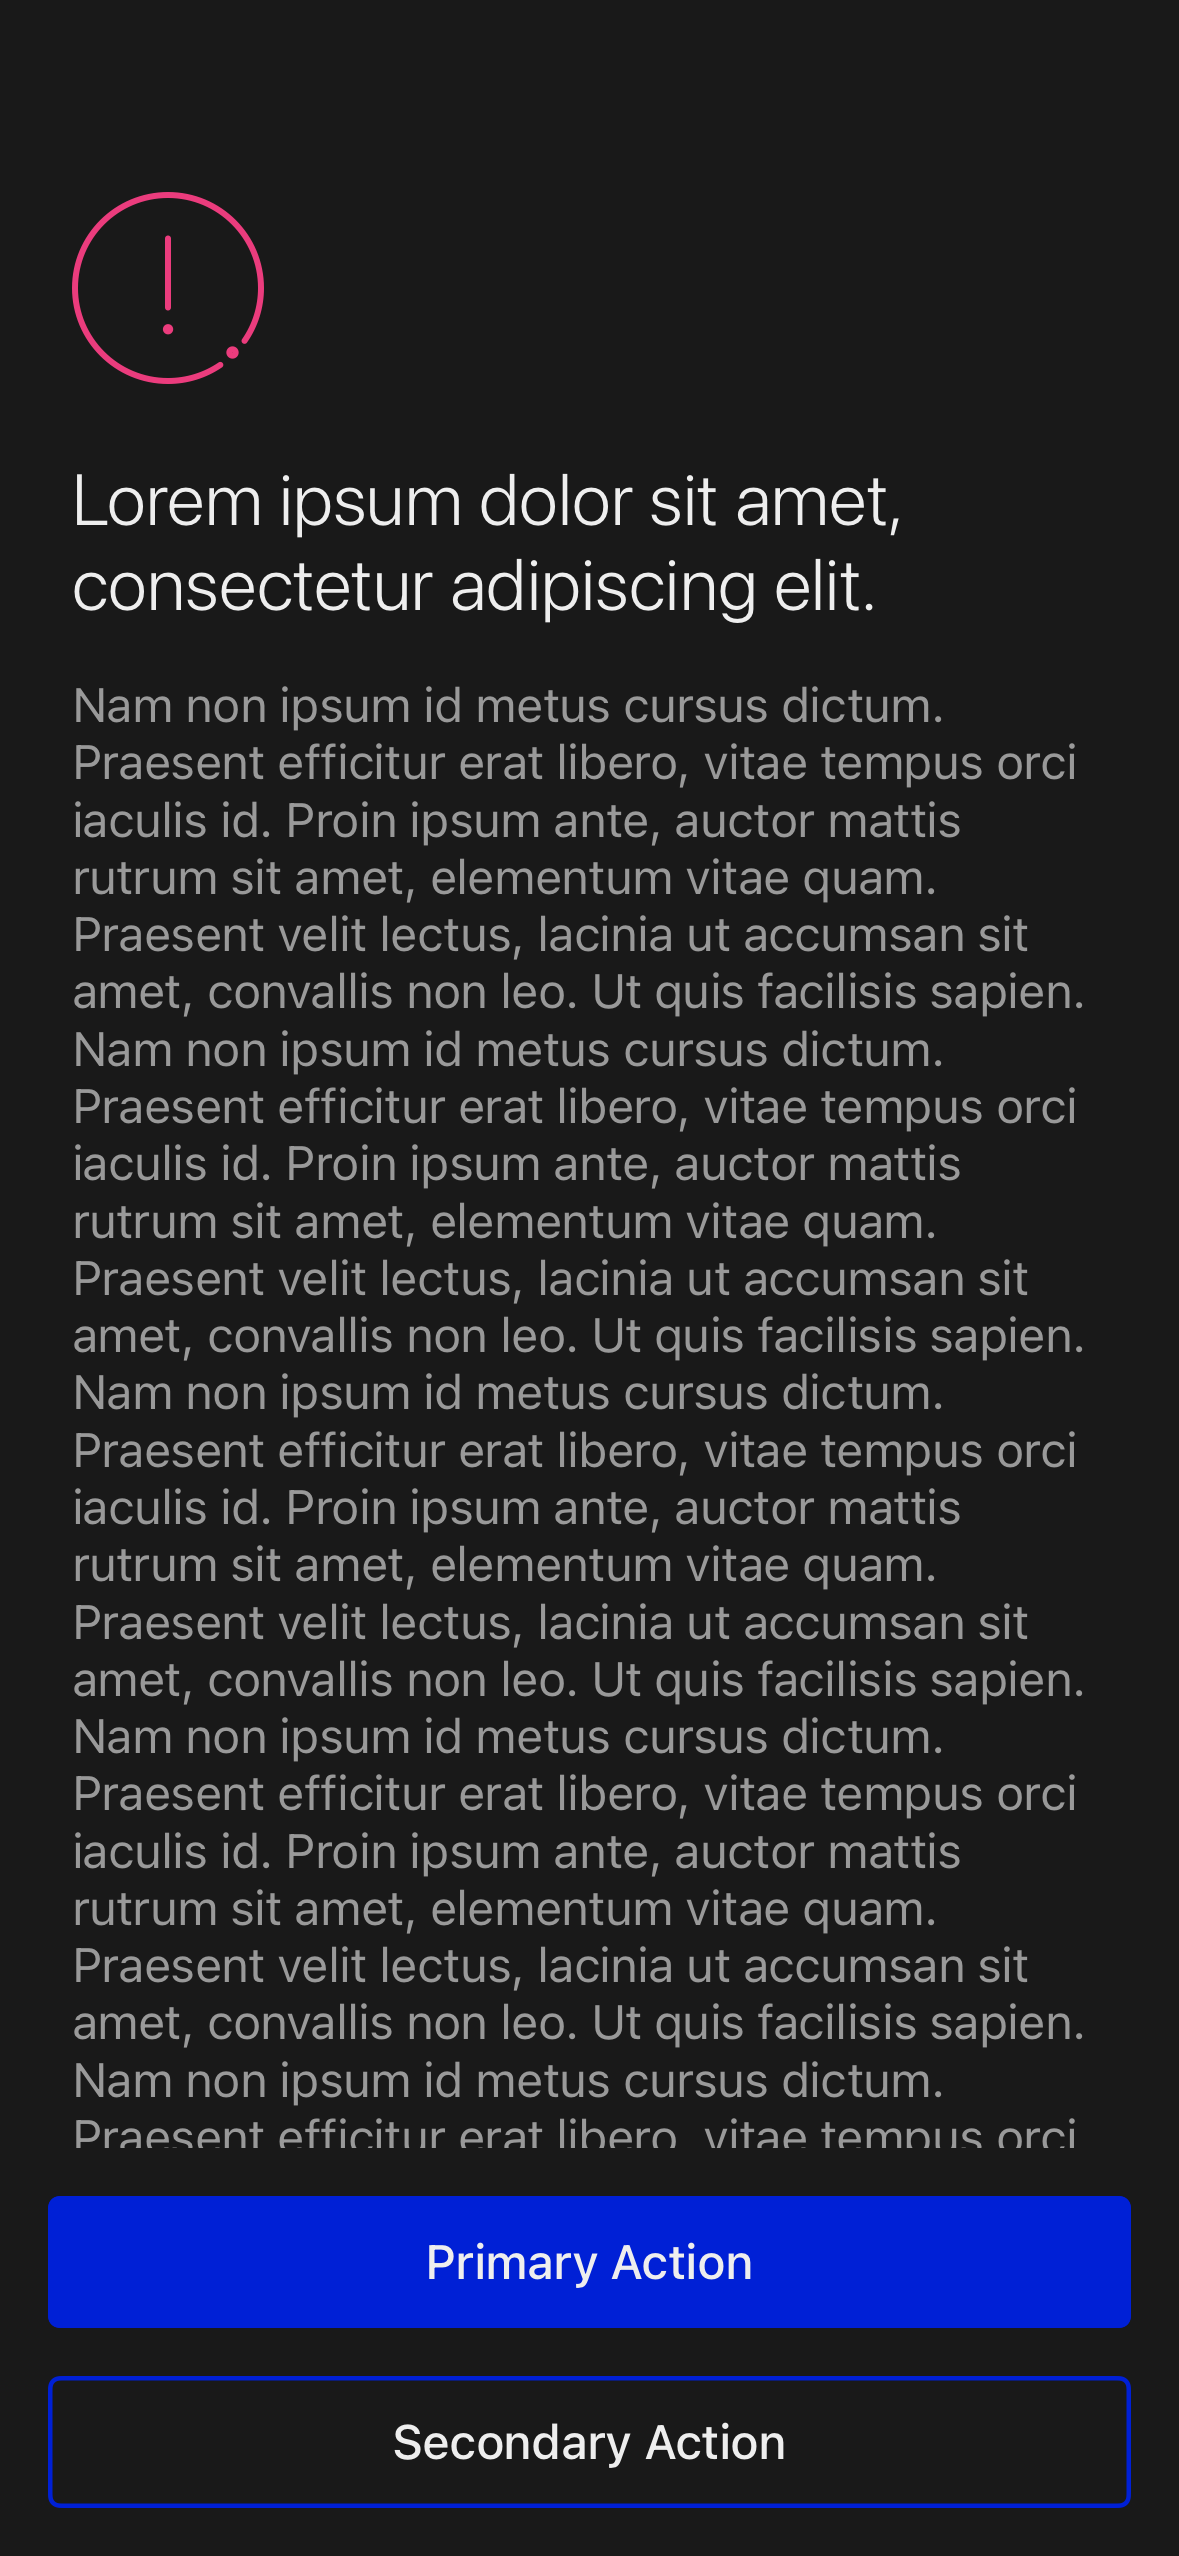 Lorem ipsum dolor sit amet,
consectetur adipiscing elit.
Nam non ipsum id metus cursus dictum.
Praesent efficitur erat libero, vitae tempus orci
iaculis id. Proin ipsum ante, auctor mattis
rutrum sit amet, elementum vitae quam.
Praesent velit lectus, lacinia ut accumsan sit
amet, convallis non leo. Ut quis facilisis sapien.
Nam non ipsum id metus cursus dictum.
Praesent efficitur erat libero, vitae tempus orci
iaculis id. Proin ipsum ante, auctor mattis
rutrum sit amet, elementum vitae quam.
Praesent velit lectus, lacinia ut accumsan sit
amet, convallis non leo. Ut quis facilisis sapien.
Nam non ipsum id metus cursus dictum.
Praesent efficitur erat libero, vitae tempus orci
iaculis id. Proin ipsum ante, auctor mattis
rutrum sit amet, elementum vitae quam.
Praesent velit lectus, lacinia ut accumsan sit
amet, convallis non leo. Ut quis facilisis sapien.
Nam non ipsum id metus cursus dictum.
Praesent efficitur erat libero, vitae tempus orci
iaculis id. Proin ipsum ante, auctor mattis
rutrum sit amet, elementum vitae quam.
Praesent velit lectus, lacinia ut accumsan sit
amet, convallis non leo. Ut quis facilisis sapien.
Nam non ipsum id metus cursus dictum.
Praesent efficitur erat libero, vitae tempus orci
Primary Action
Secondary Action